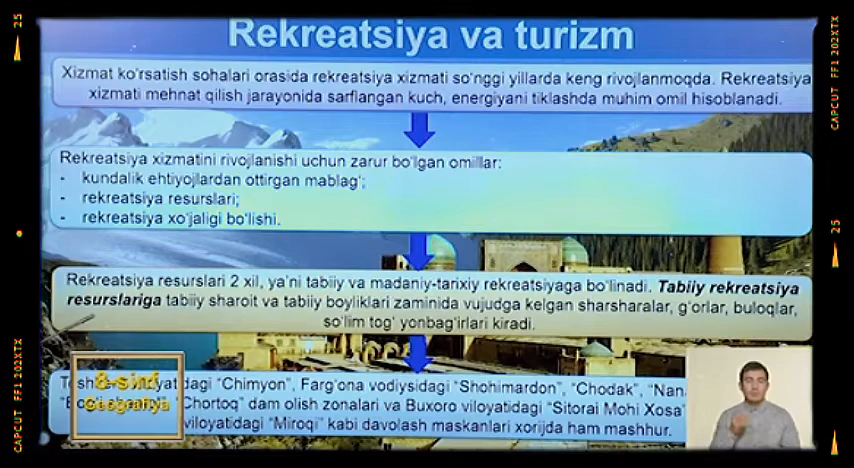 Rekreatsiya va turizm
Xizmat ko'rsatish sohalari orasida rekreatsiya xizmati so'nggi yillarda keng rivojlanmoqda. Rekreatsiya
xizmati mehnat qilish jarayonida sarflangan kuch, energiyani tiklashda muhim omil hisoblanadi.
Rekreatsiya xizmatini rivojlanishi uchun zarur bo'lgan omillar:
- kundalik ehtiyojlardan ottirgan mablag';
- rekreatsiya resurslari;
- rekreatsiya xo'jaligi bo'lishi.
Rekreatsiya resurslari 2 xil, ya'ni tabiiy va madaniy-tarixiy rekreatsiyaga bo'linadi. Tabiiy rekreatsiya
resurslariga tabiiy sharoit va tabiiy boyliklari zaminida vujudga kelgan sharsharalar, g'orlar, buloqlar,
so'lim tog' yonbag'irlari kiradi.
"Chimyon", Farg'ona vodiysidagi "Shohimardon", "Chodak",
"Chortoq" dam olish zonalari va Buxoro viloyatidagi "Sitorai Mohi Xosa"
viloyatidagi "Miroqi" kabi davolash maskanlari xorijda ham mashhur.
8-sinf
Geografiya
25
CAPCUT FF1 202XTX
25
CAPCUT FF1 202XTX